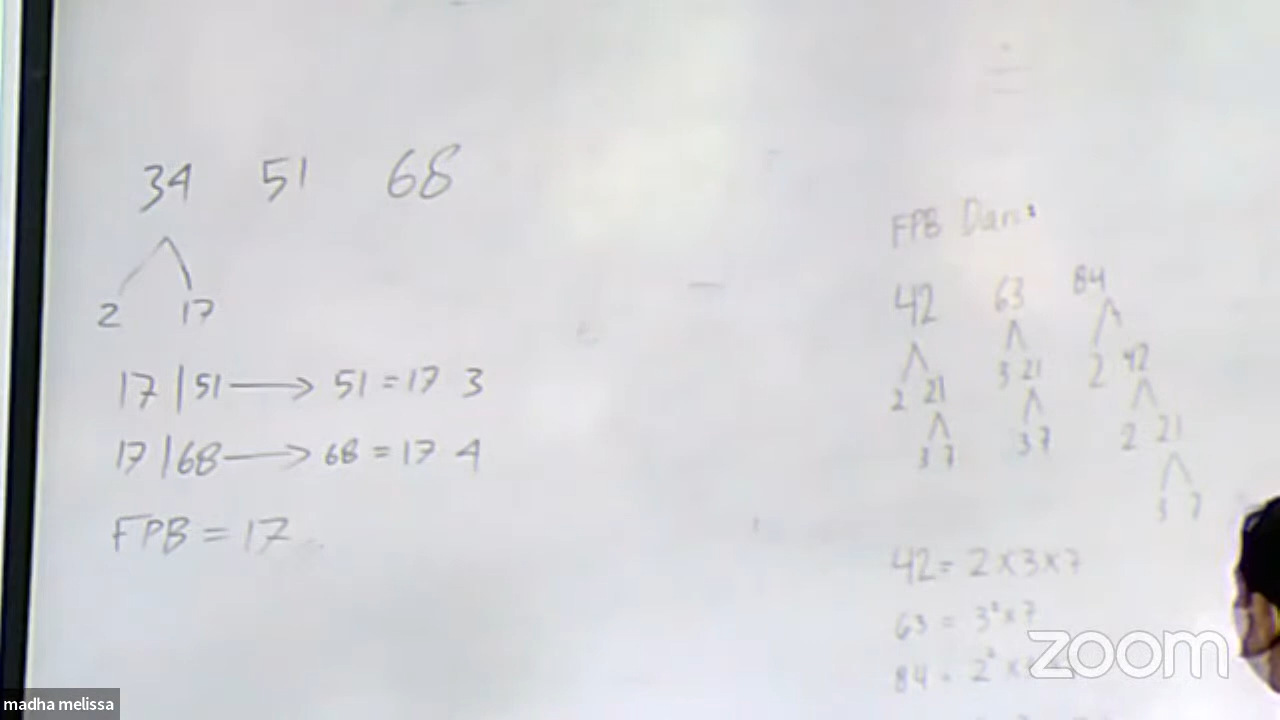 34 51 68
2 17
17 | 51 → 51 = 17 3
17 | 68 → 68 = 17 4
FPB = 17
FPB Dari:
42 63 84
2 21 3 21 2 42
3 7 3 7 2 21
3 7
42 = 2 x 3 x 7
63 = 3² x 7
84 = 2² x
zoom
madha melissa